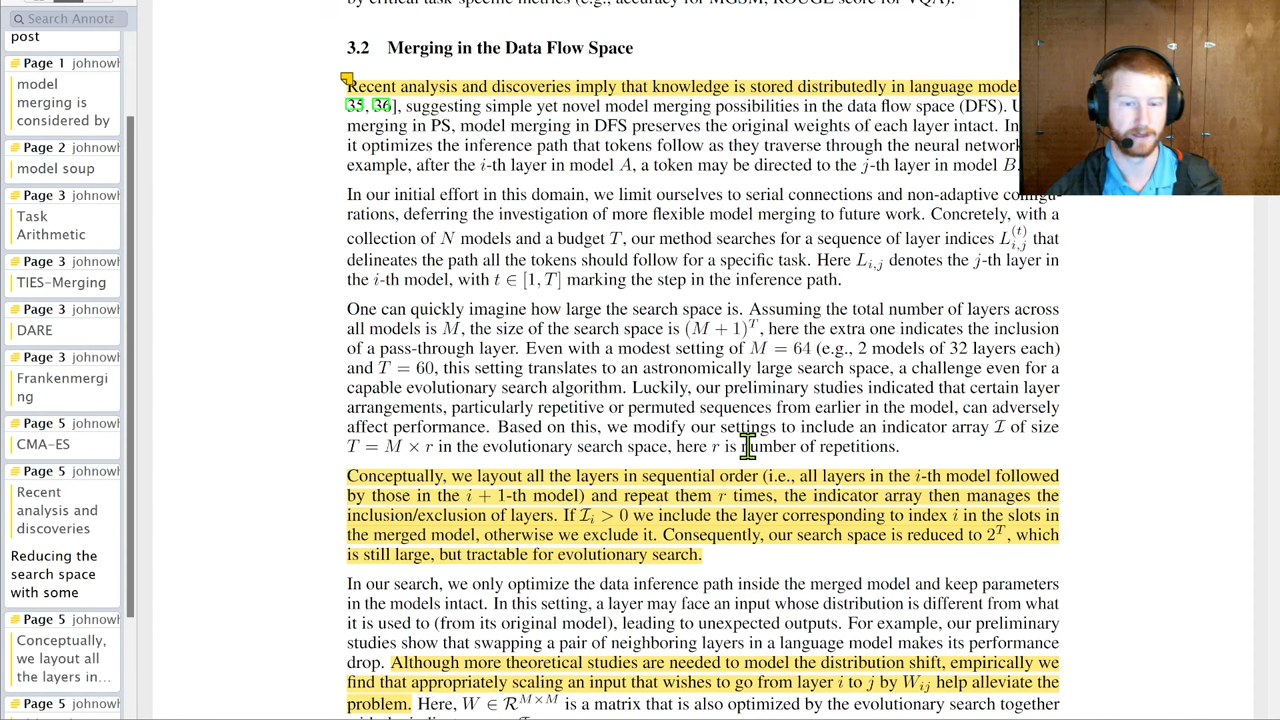 Search Annota
post
Page 1 johnowh
model
merging is
considered by
Page 2 johnowh
model soup
Page 3 johnowh
Task
Arithmetic
Page 3 johnowh
TIES-Merging
Page 3 johnowh
DARE
Page 3 johnowh
Frankenmergi
ng
Page 5 johnowh
CMA-ES
Page 5 johnowh
Recent
analysis and
discoveries
Reducing the
search space
with some
Page 5 johnowh
Conceptually,
we layout all
the layers in...
Page 5 johnowh
by critical task-specific metrics (e.g., accuracy for MGSM, ROUGE score for VQA).
3.2 Merging in the Data Flow Space
Recent analysis and discoveries imply that knowledge is stored distributedly in language model
35, 36], suggesting simple yet novel model merging possibilities in the data flow space (DFS). U
merging in PS, model merging in DFS preserves the original weights of each layer intact. In
it optimizes the inference path that tokens follow as they traverse through the neural network
example, after the i-th layer in model A, a token may be directed to the j-th layer in model B.
In our initial effort in this domain, we limit ourselves to serial connections and non-adaptive configu-
rations, deferring the investigation of more flexible model merging to future work. Concretely, with a
collection of N models and a budget T, our method searches for a sequence of layer indices L_{i,j}^{(t)} that
delineates the path all the tokens should follow for a specific task. Here L_{i,j} denotes the j-th layer in
the i-th model, with t ∈ [1, T] marking the step in the inference path.
One can quickly imagine how large the search space is. Assuming the total number of layers across
all models is M, the size of the search space is (M + 1)^T, here the extra one indicates the inclusion
of a pass-through layer. Even with a modest setting of M = 64 (e.g., 2 models of 32 layers each)
and T = 60, this setting translates to an astronomically large search space, a challenge even for a
capable evolutionary search algorithm. Luckily, our preliminary studies indicated that certain layer
arrangements, particularly repetitive or permuted sequences from earlier in the model, can adversely
affect performance. Based on this, we modify our settings to include an indicator array I of size
T = M × r in the evolutionary search space, here r is number of repetitions.
Conceptually, we layout all the layers in sequential order (i.e., all layers in the i-th model followed
by those in the i + 1-th model) and repeat them r times, the indicator array then manages the
inclusion/exclusion of layers. If I_i > 0 we include the layer corresponding to index i in the slots in
the merged model, otherwise we exclude it. Consequently, our search space is reduced to 2^T, which
is still large, but tractable for evolutionary search.
In our search, we only optimize the data inference path inside the merged model and keep parameters
in the models intact. In this setting, a layer may face an input whose distribution is different from what
it is used to (from its original model), leading to unexpected outputs. For example, our preliminary
studies show that swapping a pair of neighboring layers in a language model makes its performance
drop. Although more theoretical studies are needed to model the distribution shift, empirically we
find that appropriately scaling an input that wishes to go from layer i to j by W_{ij} help alleviate the
problem. Here, W ∈ R^{M×M} is a matrix that is also optimized by the evolutionary search together